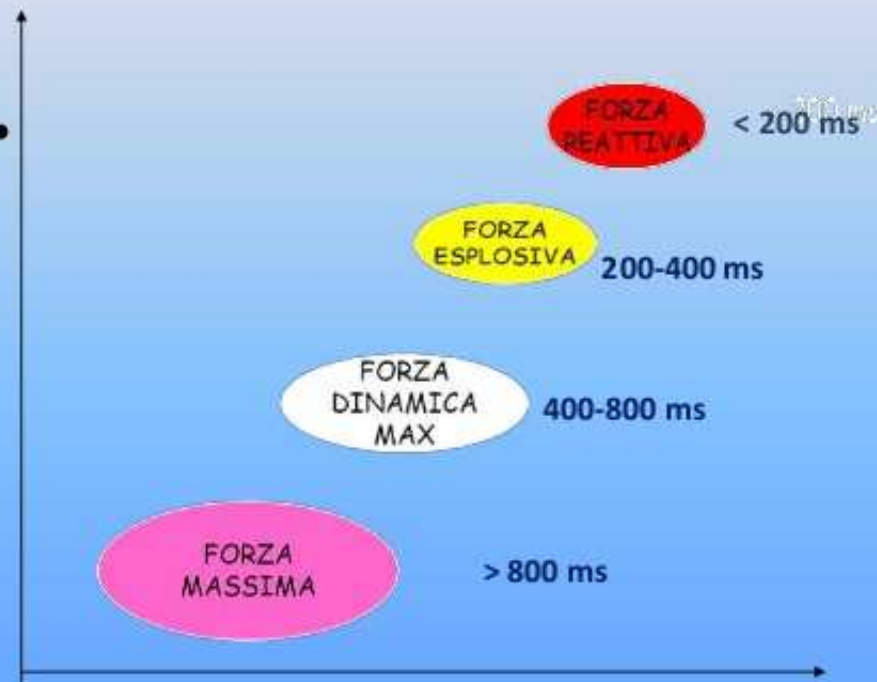 FORZA
REATTIVA
< 200 ms
FORZA
ESPLOSIVA
200-400 ms
FORZA
DINAMICA
MAX
400-800 ms
FORZA
MASSIMA
> 800 ms